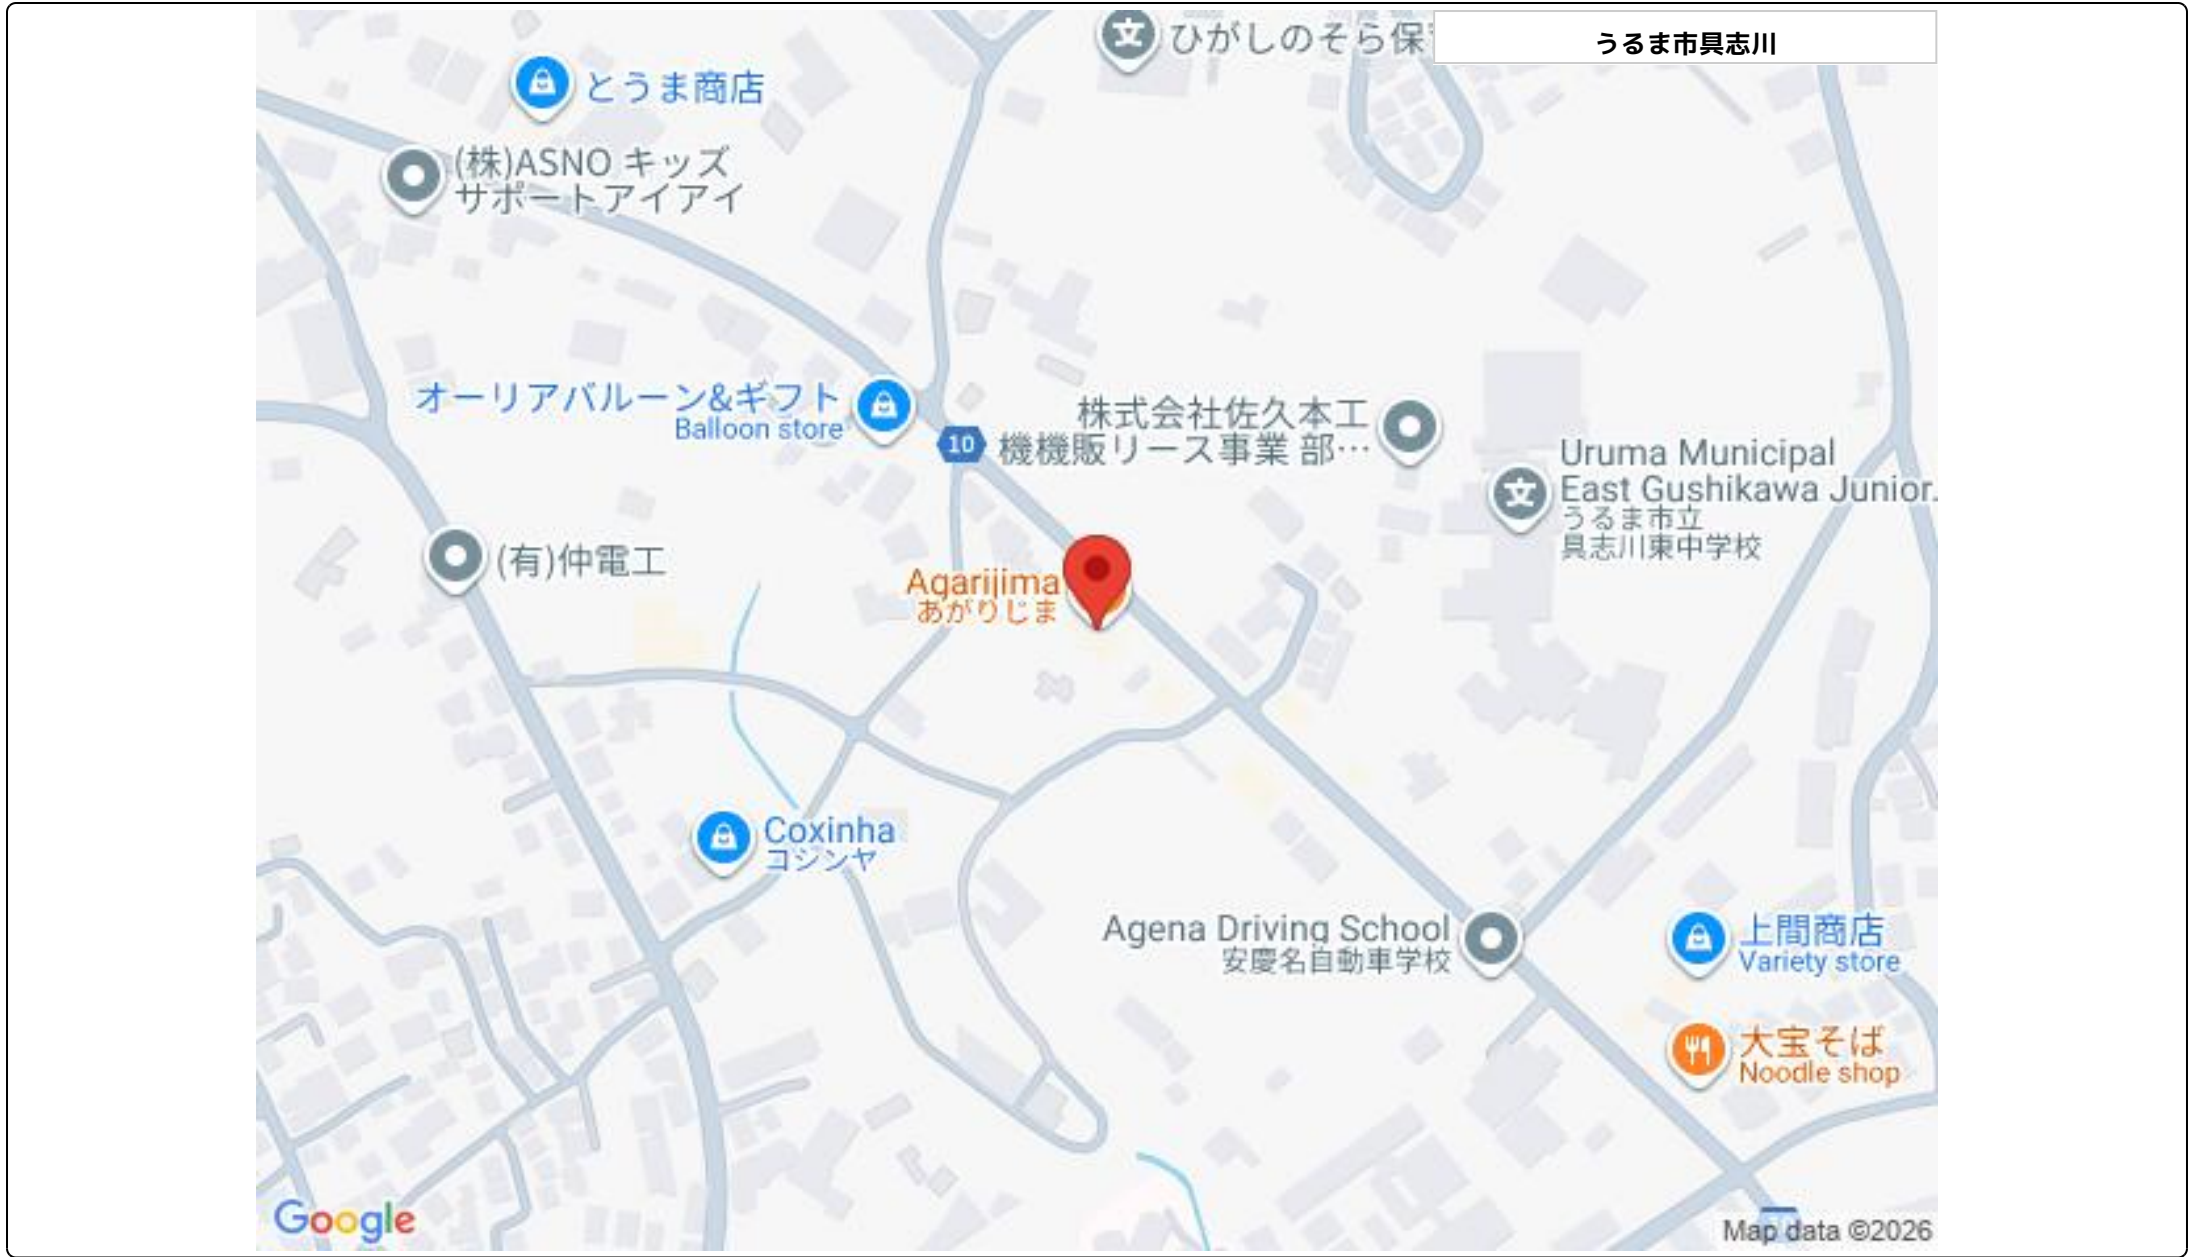 うるま市具志川
ひがしのそら保
とうま商店
(株)ASNO キッズ
サポートアイアイ
オーリアバルーン&ギフト
Balloon store
10
株式会社佐久本工
機機販リース事業 部…
Uruma Municipal
East Gushikawa Junior.
うるま市立
具志川東中学校
(有)仲電工
Agarijima
あがりじま
Coxinha
コシンヤ
Agena Driving School
安慶名自動車学校
上間商店
Variety store
大宝そば
Noodle shop
Google
Map data ©2026